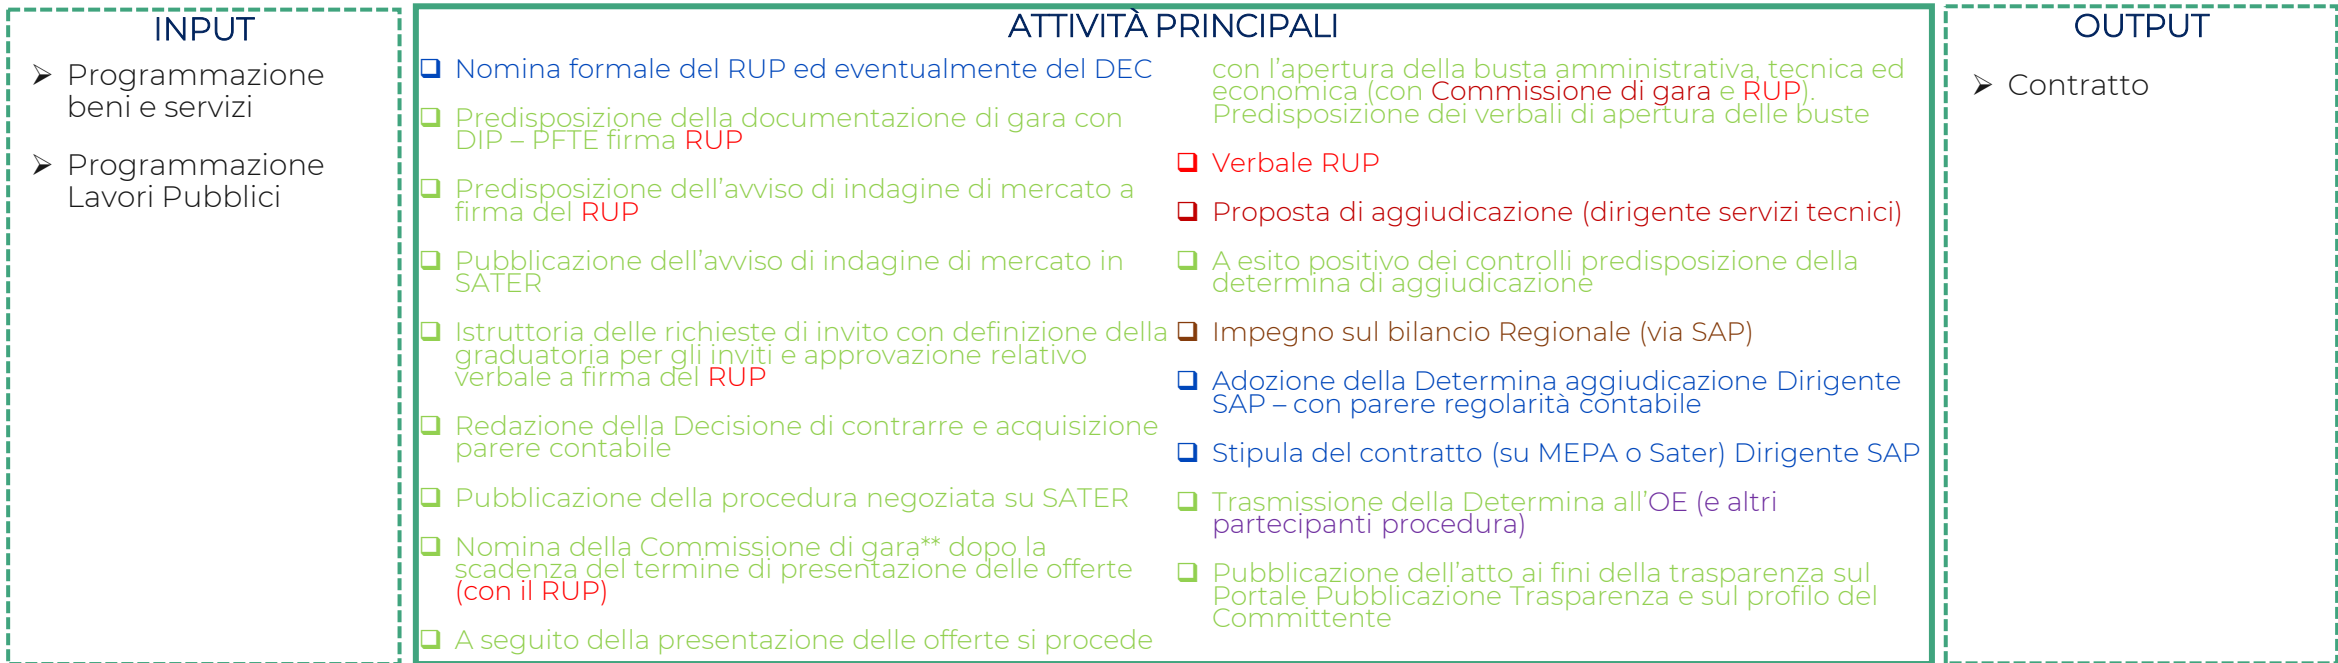 INPUT
Programmazione
beni e servizi
Programmazione
Lavori Pubblici
ATTIVITÀ PRINCIPALI
Nomina formale del RUP ed eventualmente del DEC
Predisposizione della documentazione di gara con
DIP – PFTE firma RUP
Predisposizione dell’avviso di indagine di mercato a
firma del RUP
Pubblicazione dell’avviso di indagine di mercato in
SATER
Istruttoria delle richieste di invito con definizione della
graduatoria per gli inviti e approvazione relativo
verbale a firma del RUP
Redazione della Decisione di contrarre e acquisizione
parere contabile
Pubblicazione della procedura negoziata su SATER
Nomina della Commissione di gara** dopo la
scadenza del termine di presentazione delle offerte
(con il RUP)
A seguito della presentazione delle offerte si procede
con l’apertura della busta amministrativa, tecnica ed
economica (con Commissione di gara e RUP).
Predisposizione dei verbali di apertura delle buste
Verbale RUP
Proposta di aggiudicazione (dirigente servizi tecnici)
A esito positivo dei controlli predisposizione della
determina di aggiudicazione
Impegno sul bilancio Regionale (via SAP)
Adozione della Determina aggiudicazione Dirigente
SAP – con parere regolarità contabile
Stipula del contratto (su MEPA o Sater) Dirigente SAP
Trasmissione della Determina all’OE (e altri
partecipanti procedura)
Pubblicazione dell’atto ai fini della trasparenza sul
Portale Pubblicazione Trasparenza e sul profilo del
Committente
OUTPUT
Contratto